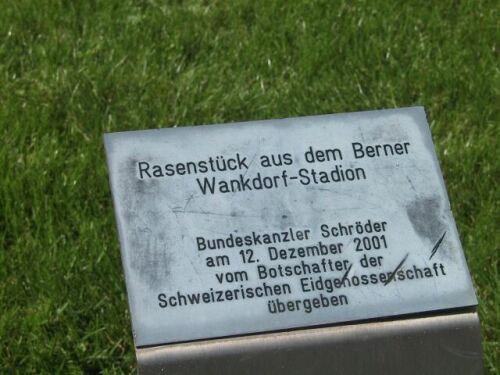 Rasenstück aus dem Berner
Wankdorf-Stadion
Bundeskanzler Schröder
am 12. Dezember 2001
vom Botschafter der
Schweizerischen Eidgenossenschaft
übergeben